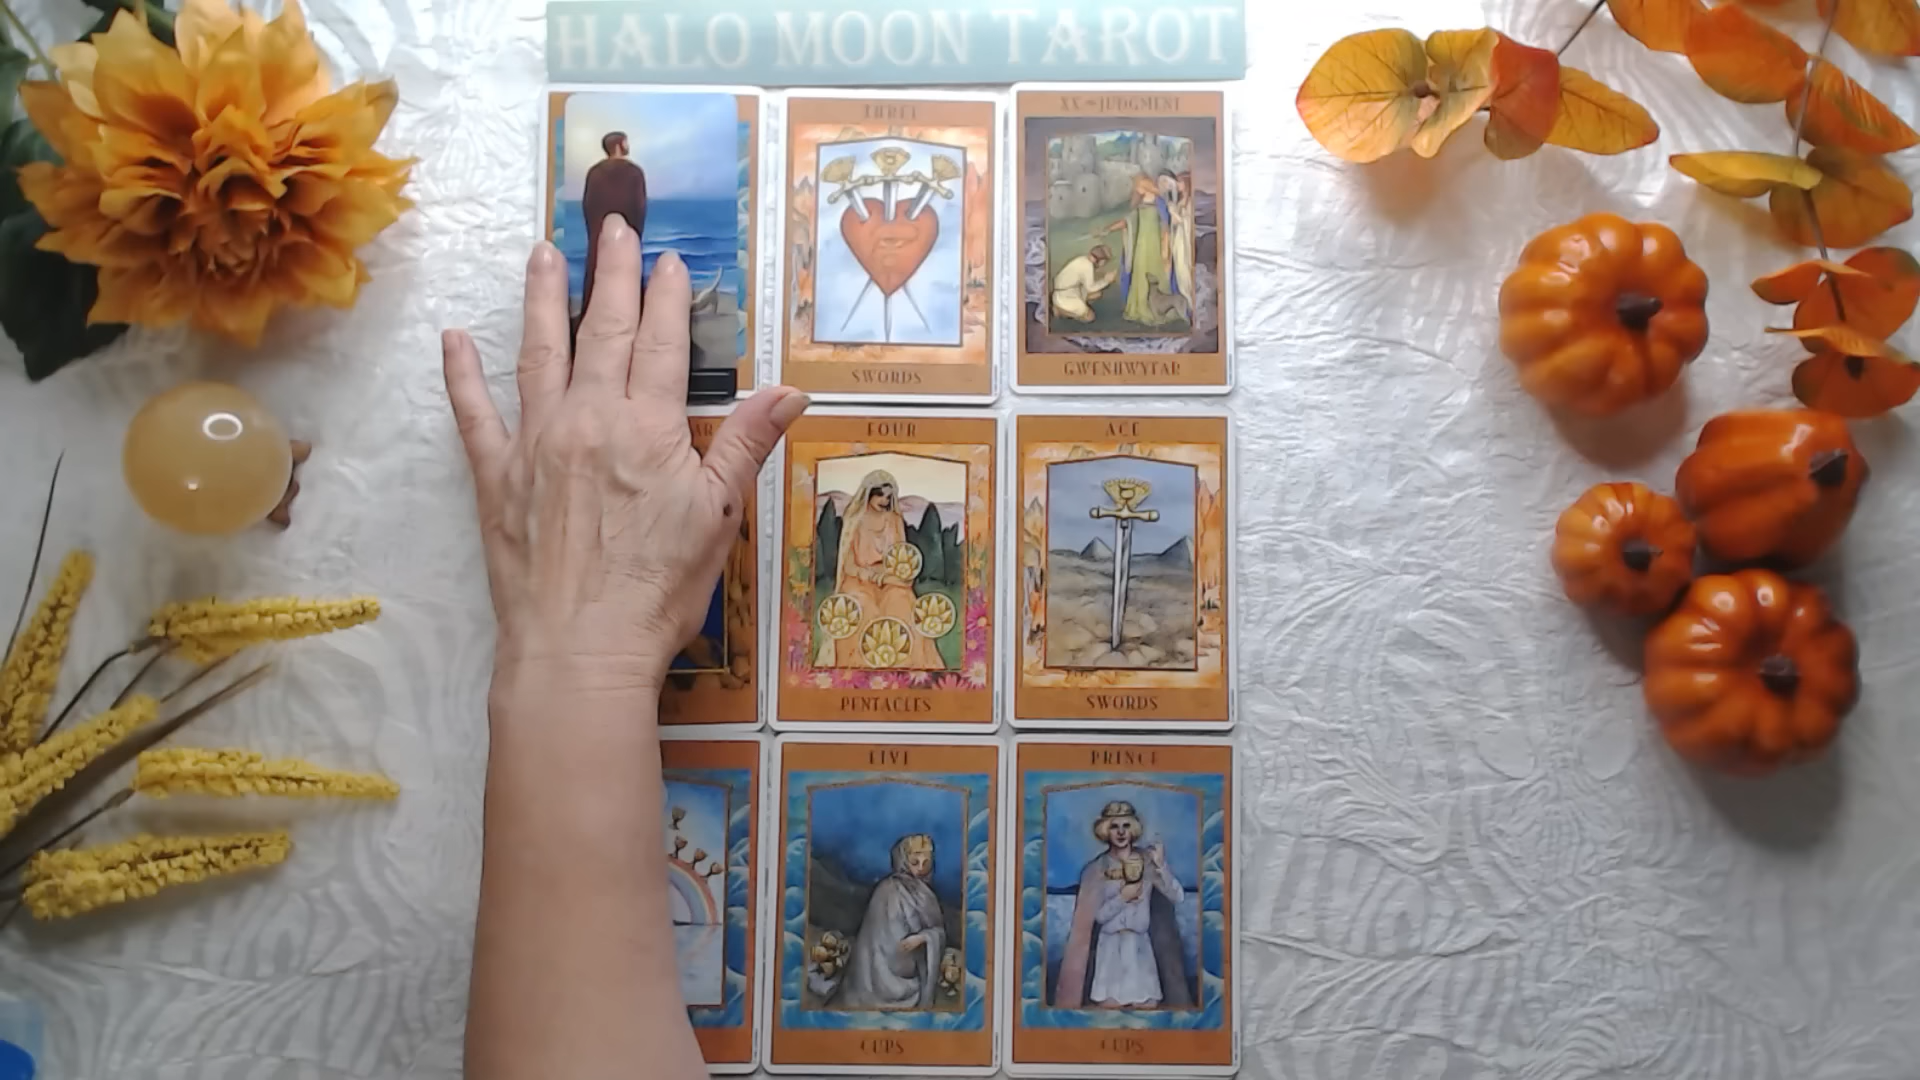 HALO MOON TAROT
THREE
SWORDS
XX JUDGMENT
GWENHWYFAR
FOUR
PENTACLES
ACE
SWORDS
FIVE
CUPS
PRINCE
CUPS